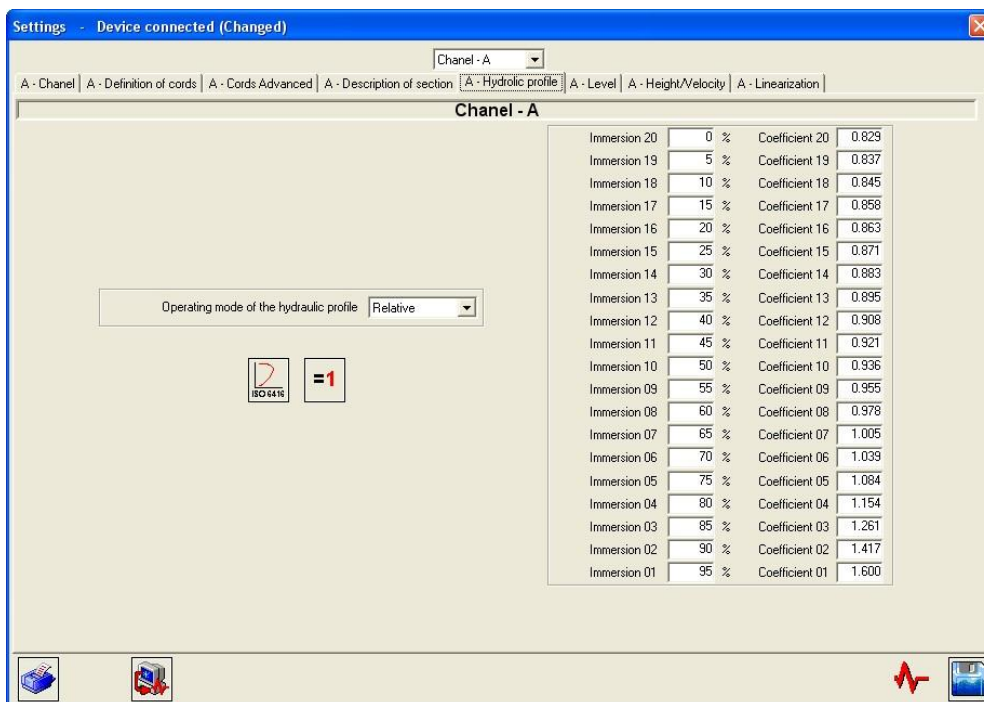 Settings - Device connected (Changed)
Chanel - A
A - Chanel A - Definition of cords A - Cords Advanced A - Description of section A - Hydrolic profile A - Level A - Height/Velocity A - Linearization
Chanel - A
Immersion 20 0 % Coefficient 20 0.829
Immersion 19 5 % Coefficient 19 0.837
Immersion 18 10 % Coefficient 18 0.845
Immersion 17 15 % Coefficient 17 0.858
Immersion 16 20 % Coefficient 16 0.863
Immersion 15 25 % Coefficient 15 0.871
Immersion 14 30 % Coefficient 14 0.883
Immersion 13 35 % Coefficient 13 0.895
Operating mode of the hydraulic profile Relative
Immersion 12 40 % Coefficient 12 0.908
Immersion 11 45 % Coefficient 11 0.921
Immersion 10 50 % Coefficient 10 0.936
=1
ISO 6416
Immersion 09 55 % Coefficient 09 0.955
Immersion 08 60 % Coefficient 08 0.978
Immersion 07 65 % Coefficient 07 1.005
Immersion 06 70 % Coefficient 06 1.039
Immersion 05 75 % Coefficient 05 1.084
Immersion 04 80 % Coefficient 04 1.154
Immersion 03 85 % Coefficient 03 1.261
Immersion 02 90 % Coefficient 02 1.417
Immersion 01 95 % Coefficient 01 1.600